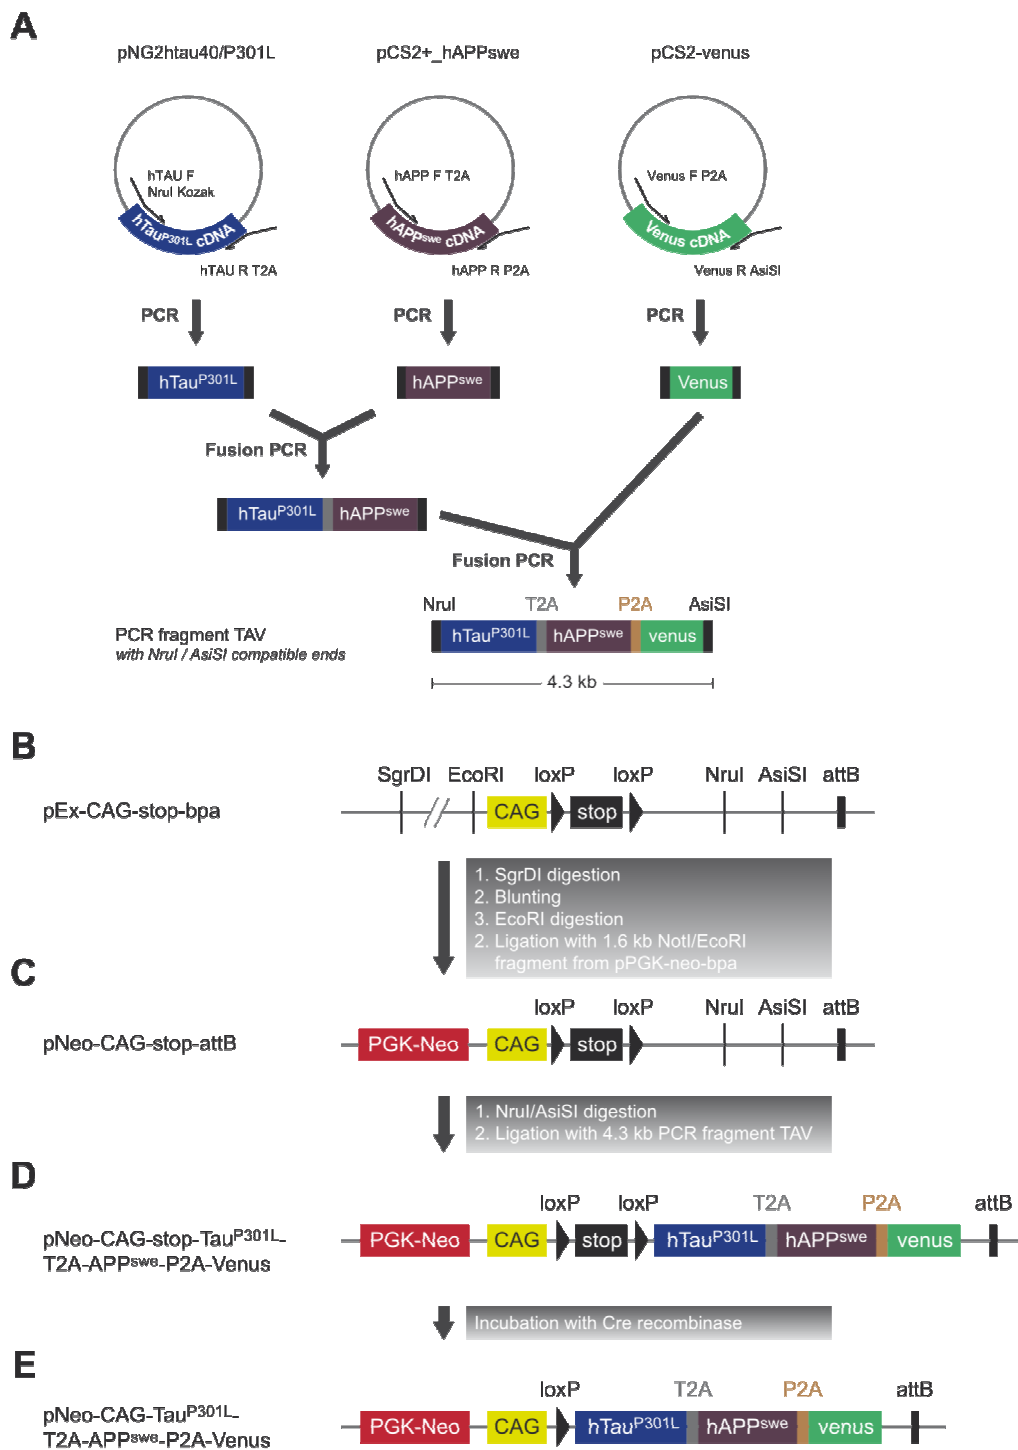 A
pNG2htau40/P301L pCS2+_hAPPswe pCS2-venus
hTAU F
NruI Kozak
hAPP F T2A
Venus F P2A
hTauP301L cDNA
hAPPswe cDNA
Venus cDNA
hTAU R T2A
hAPP R P2A
Venus R AsiSI
PCR PCR PCR
hTauP301L hAPPswe Venus
Fusion PCR
hTauP301L hAPPswe
Fusion PCR
NruI T2A P2A AsiSI
PCR fragment TAV
with NruI / AsiSI compatible ends
hTauP301L hAPPswe venus
4.3 kb
B
SgrDI EcoRI loxP loxP NruI AsiSI attB
pEx-CAG-stop-bpa
CAG stop
1. SgrDI digestion
2. Blunting
3. EcoRI digestion
2. Ligation with 1.6 kb NotI/EcoRI
fragment from pPGK-neo-bpa
C
loxP loxP NruI AsiSI attB
pNeo-CAG-stop-attB
PGK-Neo CAG stop
1. NruI/AsiSI digestion
2. Ligation with 4.3 kb PCR fragment TAV
D
loxP loxP T2A P2A attB
pNeo-CAG-stop-TauP301L-
T2A-APPswe-P2A-Venus
PGK-Neo CAG stop hTauP301L hAPPswe venus
Incubation with Cre recombinase
E
loxP T2A P2A attB
pNeo-CAG-TauP301L-
T2A-APPswe-P2A-Venus
PGK-Neo CAG hTauP301L hAPPswe venus